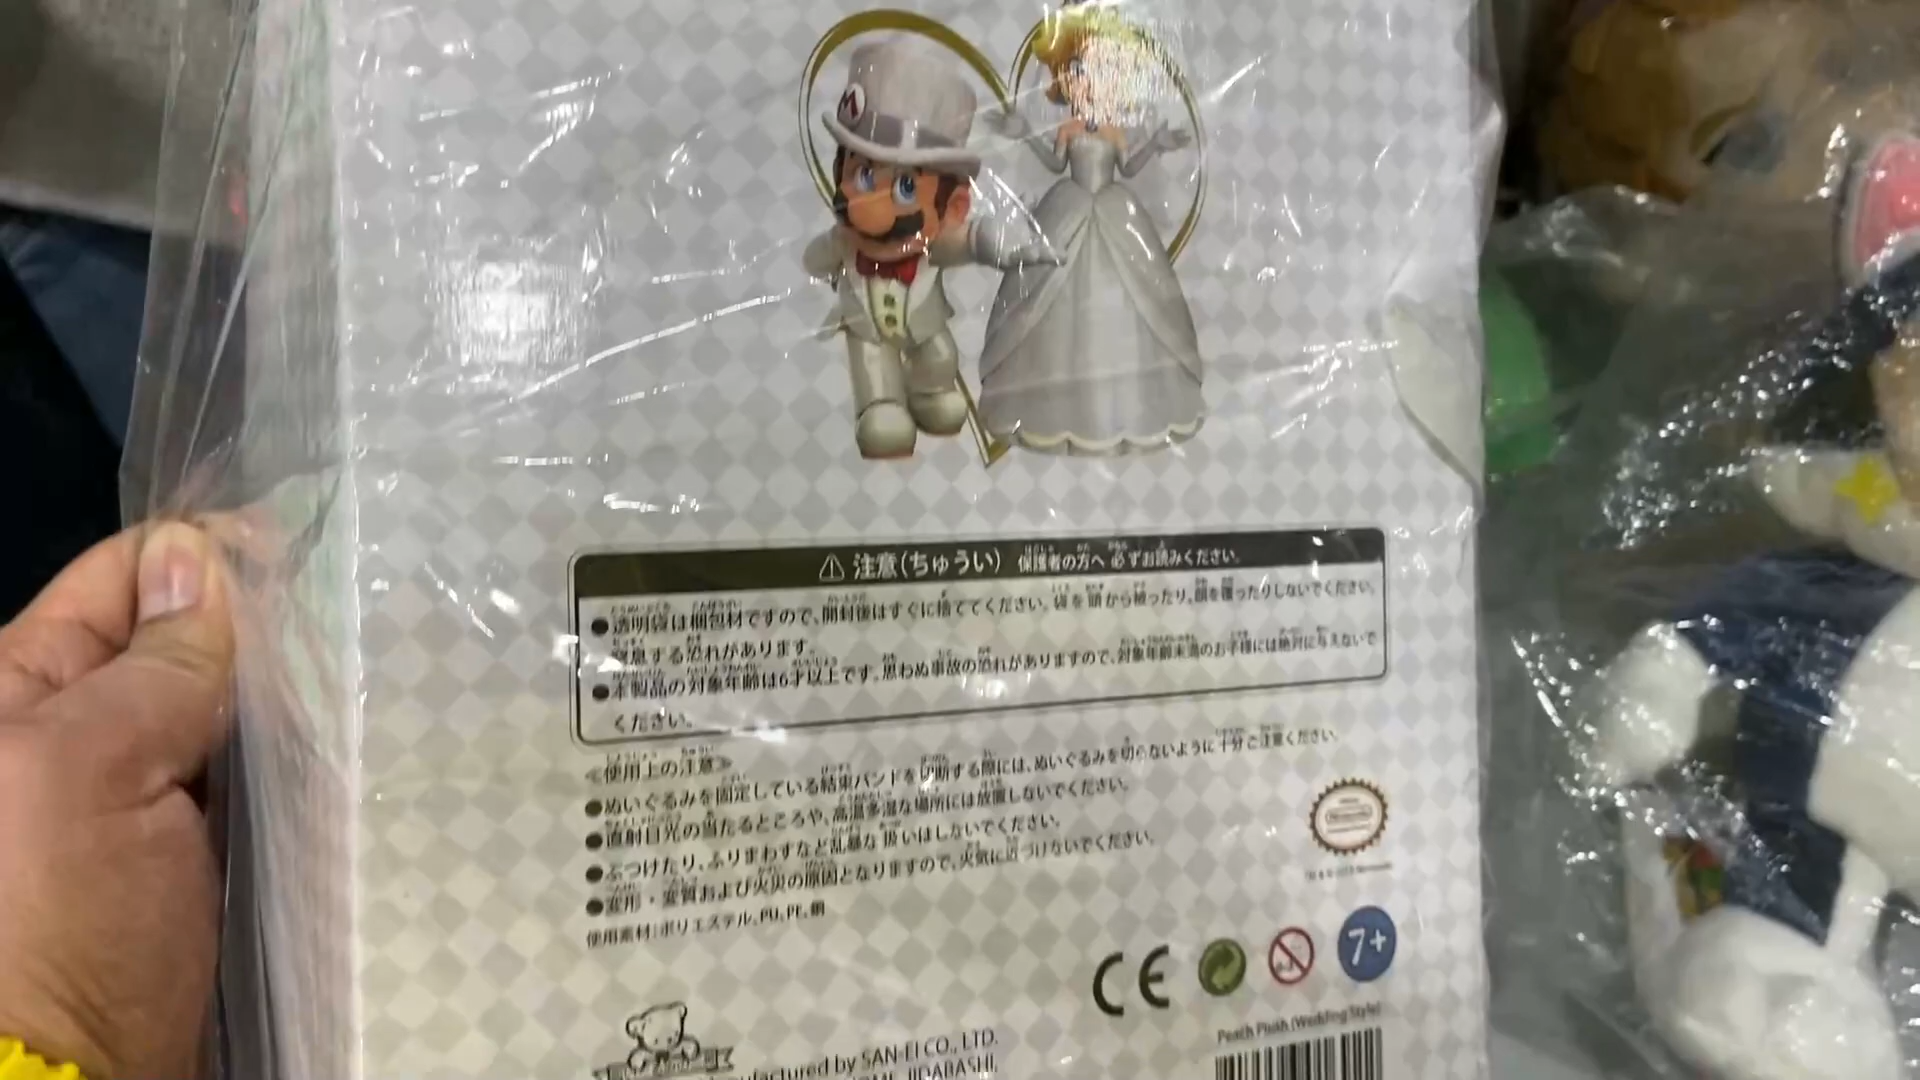 M
⚠ 注意(ちゅうい) 保護者の方へ 必ずお読みください。
●透明袋は梱包材ですので、開封後はすぐに捨ててください。袋を頭から被ったり、顔を覆ったりしないでください。
窒息する恐れがあります。
●本製品の対象年齢は6才以上です。思わぬ事故の恐れがありますので、対象年齢未満のお子様には絶対に与えないで
ください。
≪使用上の注意≫
●ぬいぐるみを固定している結束バンドを切断する際には、ぬいぐるみを切らないように十分ご注意ください。
●直射日光の当たるところや、高温多湿な場所には放置しないでください。
●ぶつけたり、ふりまわすなど乱暴な扱いはしないでください。
●変形・変質および火災の原因となりますので、火気に近づけないでください。
使用素材:ポリエステル、PU、PE、綿
Nintendo
CE
7+
Peach Plush (Wedding Style)
ufactured by SAN-EI CO., LTD.
IIDABASHI,